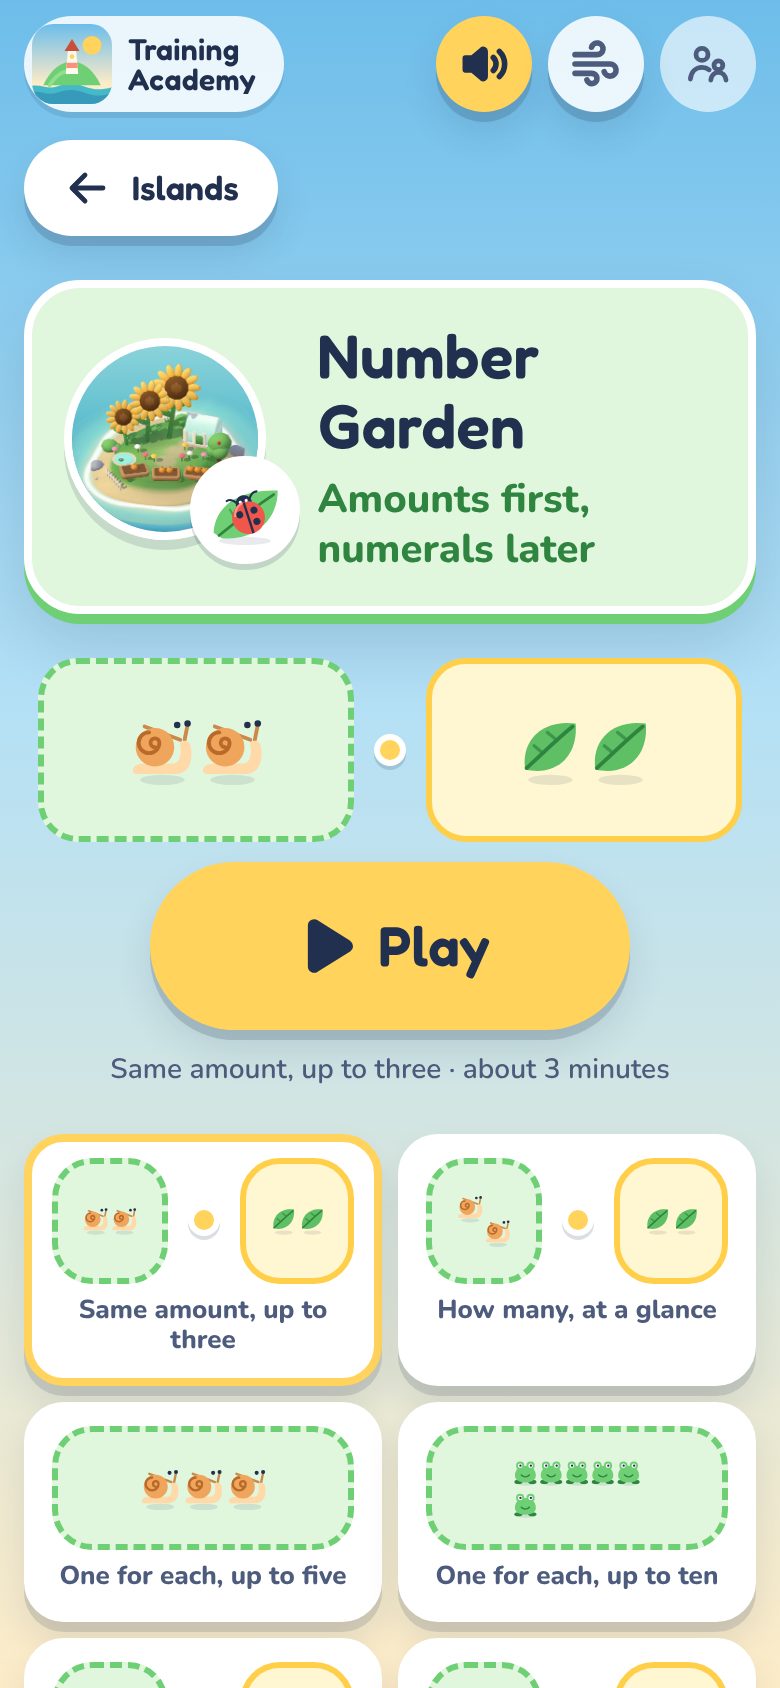 Training
Academy
Islands
Number
Garden
Amounts first,
numerals later
Play
Same amount, up to three · about 3 minutes
Same amount, up to
three
How many, at a glance
One for each, up to five
One for each, up to ten